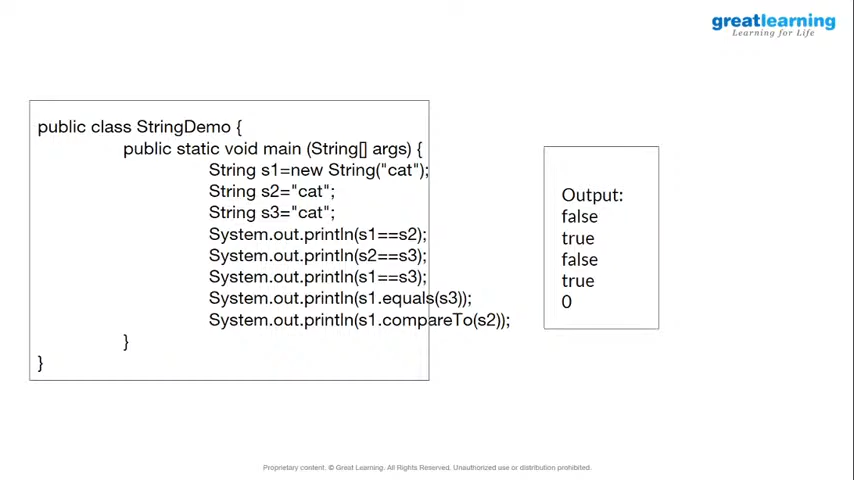 greatlearning
Learning for Life
public class StringDemo {
public static void main (String[] args) {
String s1=new String("cat");
String s2="cat";
String s3="cat";
System.out.println(s1==s2);
System.out.println(s2==s3);
System.out.println(s1==s3);
System.out.println(s1.equals(s3));
System.out.println(s1.compareTo(s2));
}
}
Output:
false
true
false
true
0
Proprietary content. © Great Learning. All Rights Reserved. Unauthorized use or distribution prohibited.